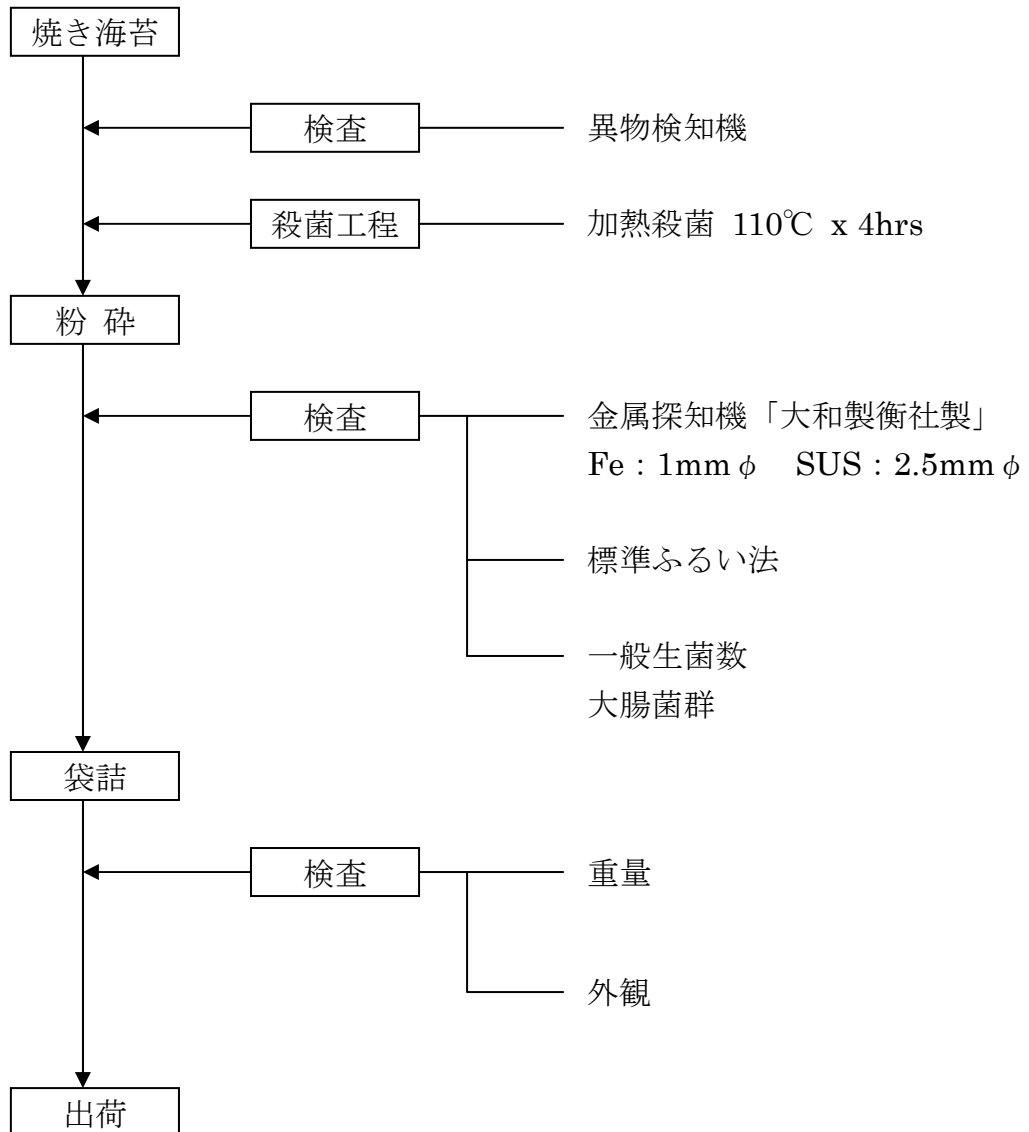 焼き海苔
検査 異物検知機
殺菌工程 加熱殺菌 110℃ x 4hrs
粉 砕
検査 金属探知機「大和製衡社製」
Fe : 1mmφ SUS : 2.5mmφ
標準ふるい法
一般生菌数
大腸菌群
袋詰
検査 重量
外観
出荷